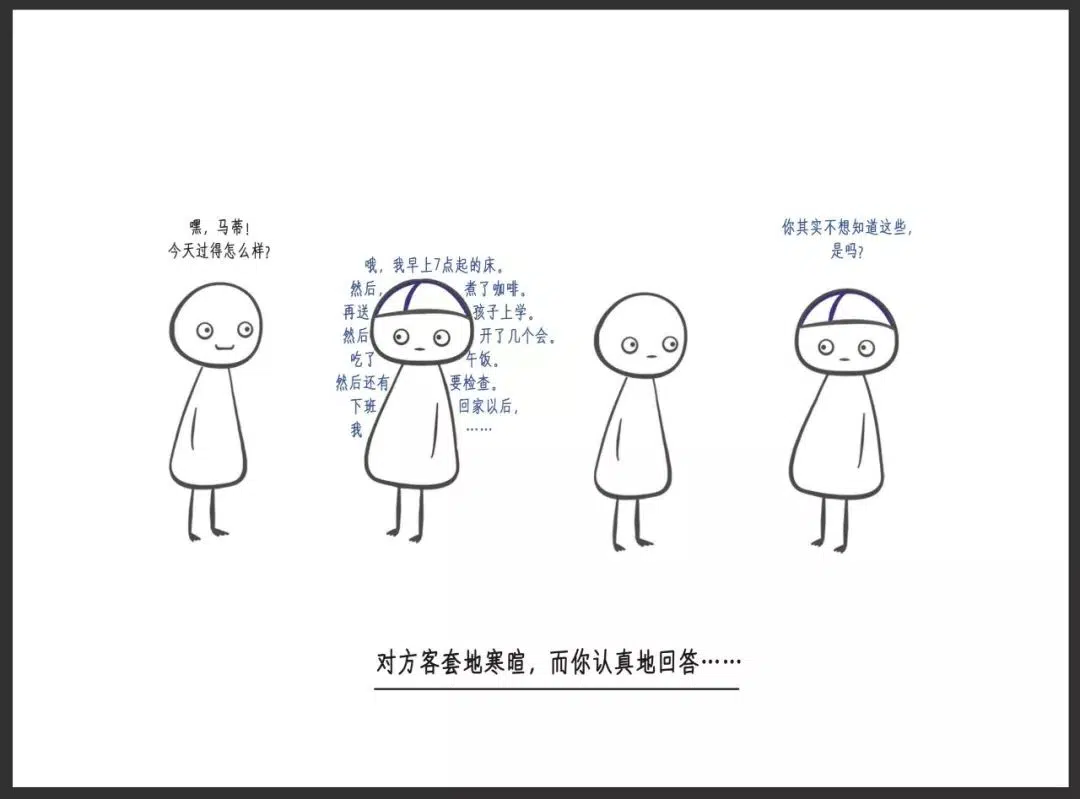 嘿，马蒂！
今天过得怎么样？
哦，我早上7点起的床。
然后，煮了咖啡。
再送孩子上学。
然后开了几个会。
吃了午饭。
然后还有要检查。
下班回家以后，
我……
你其实不想知道这些，
是吗？
对方客套地寒暄，而你认真地回答……